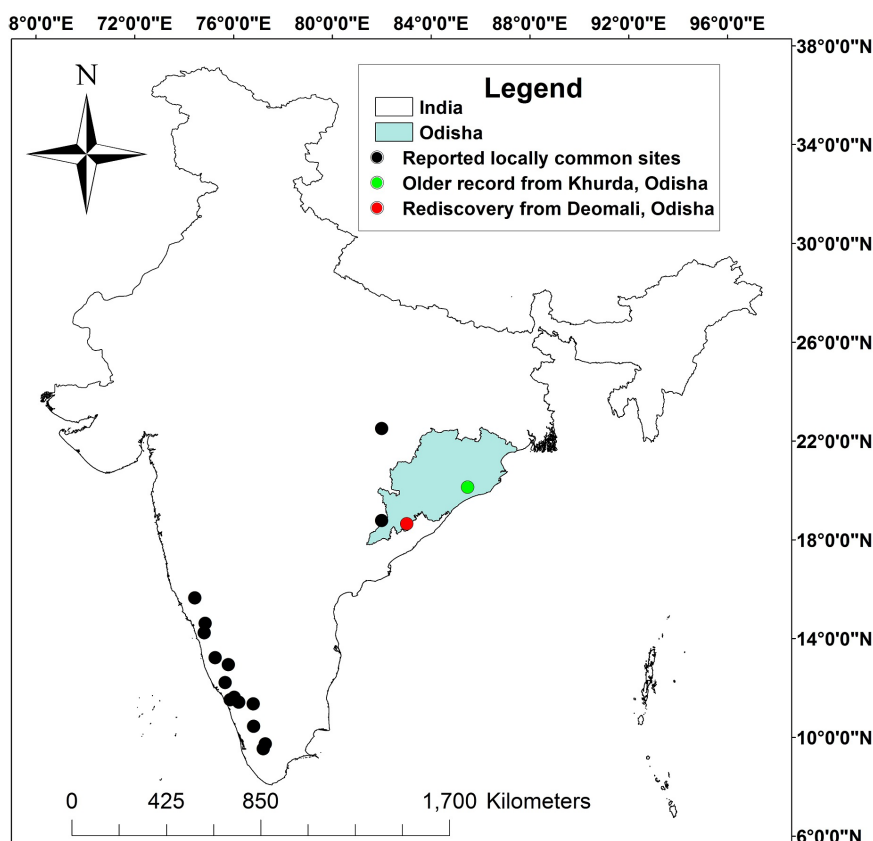 8°0'0"E 72°0'0"E 76°0'0"E 80°0'0"E 84°0'0"E 88°0'0"E 92°0'0"E 96°0'0"E
38°0'0"N
N
Legend
India
Odisha
Reported locally common sites
Older record from Khurda, Odisha
Rediscovery from Deomali, Odisha
34°0'0"N
30°0'0"N
26°0'0"N
22°0'0"N
18°0'0"N
14°0'0"N
10°0'0"N
0 425 850 1,700 Kilometers
6°0'0"N